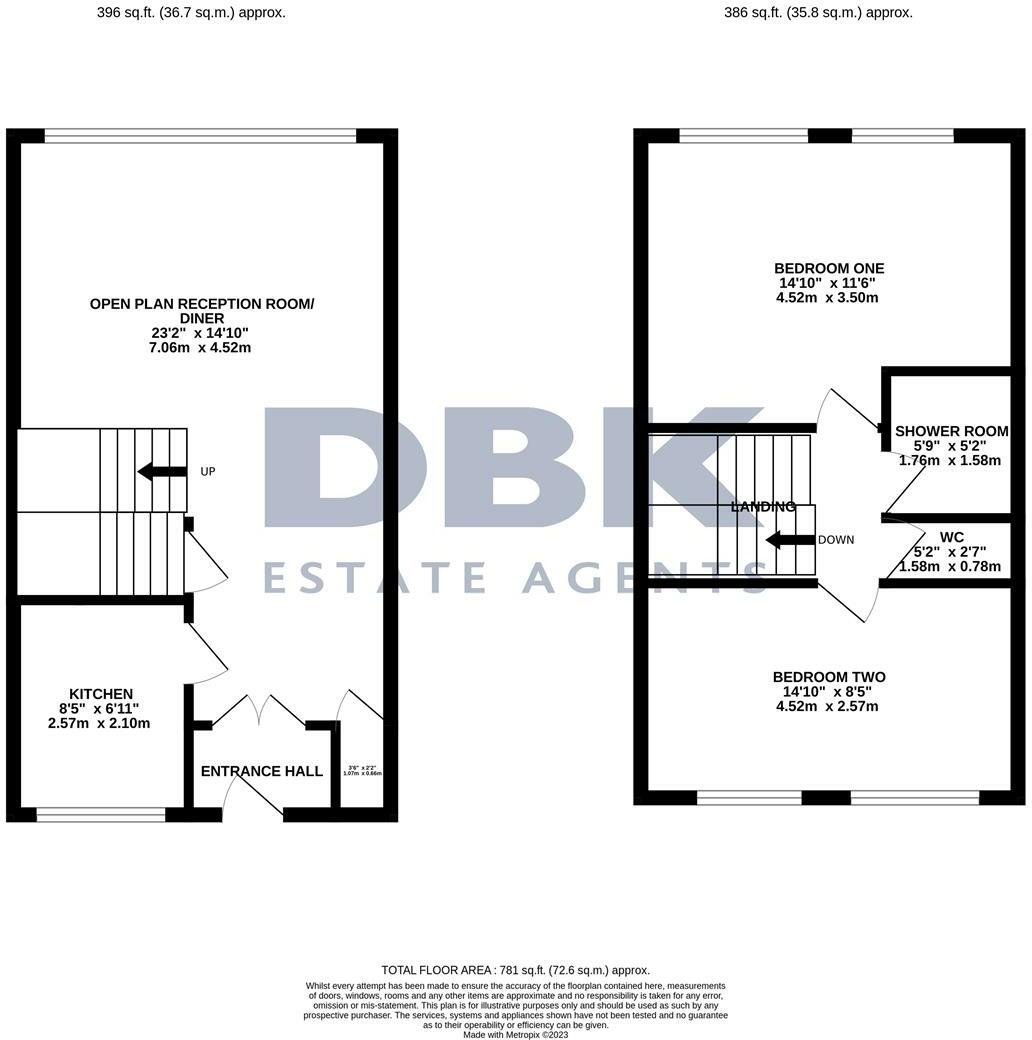 396 sq.ft. (36.7 sq.m.) approx.
386 sq.ft. (35.8 sq.m.) approx.
OPEN PLAN RECEPTION ROOM/
DINER
23'2" x 14'10"
7.06m x 4.52m
UP
KITCHEN
8'5" x 6'11"
2.57m x 2.10m
ENTRANCE HALL
3'6" x 2'2"
1.07m x 0.66m
BEDROOM ONE
14'10" x 11'6"
4.52m x 3.50m
SHOWER ROOM
5'9" x 5'2"
1.76m x 1.58m
LANDING
DOWN
WC
5'2" x 2'7"
1.58m x 0.78m
BEDROOM TWO
14'10" x 8'5"
4.52m x 2.57m
DBK
ESTATE AGENTS
TOTAL FLOOR AREA : 781 sq.ft. (72.6 sq.m.) approx.
Whilst every attempt has been made to ensure the accuracy of the floorplan contained here, measurements
of doors, windows, rooms and any other items are approximate and no responsibility is taken for any error,
omission or mis-statement. This plan is for illustrative purposes only and should be used as such by any
prospective purchaser. The services, systems and appliances shown have not been tested and no guarantee
as to their operability or efficiency can be given.
Made with Metropix ©2023